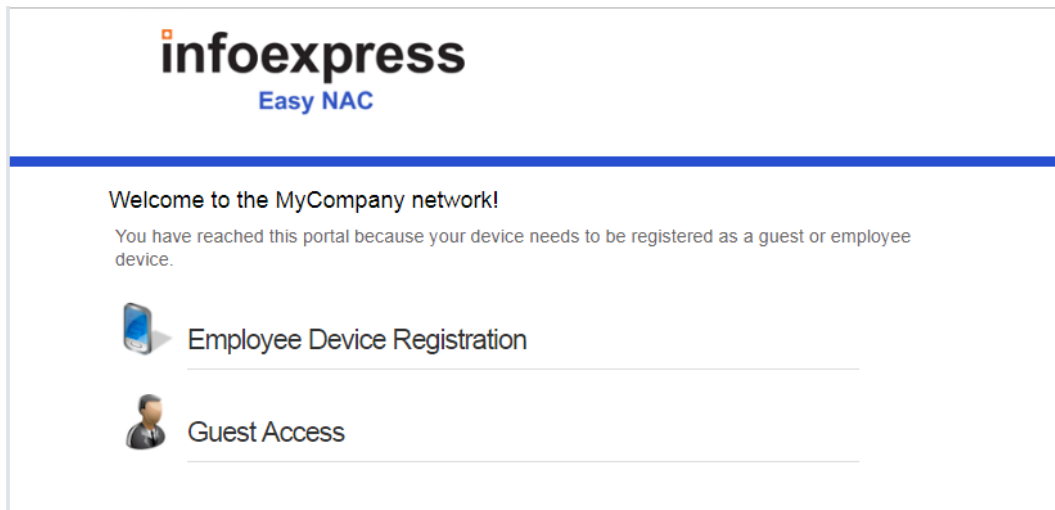 infoexpress
Easy NAC
Welcome to the MyCompany network!
You have reached this portal because your device needs to be registered as a guest or employee
device.
Employee Device Registration
Guest Access